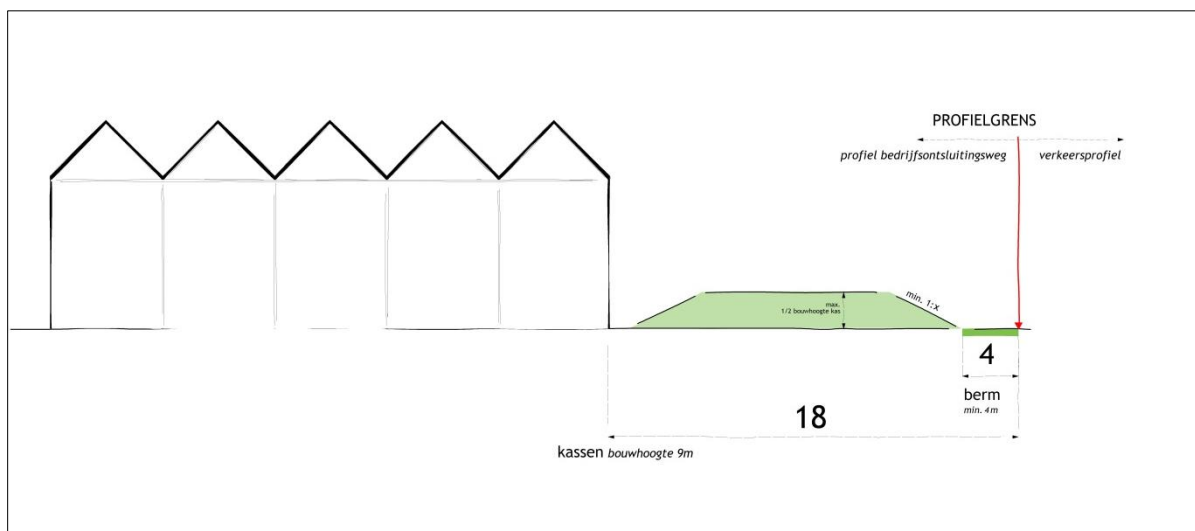 PROFIELGRENS
profiel bedrijfsontsluitingsweg verkeersprofiel
min. 1:x
max.
1/2 bouwhoogte kas
4
berm
min. 4m
18
kassen bouwhoogte 9m